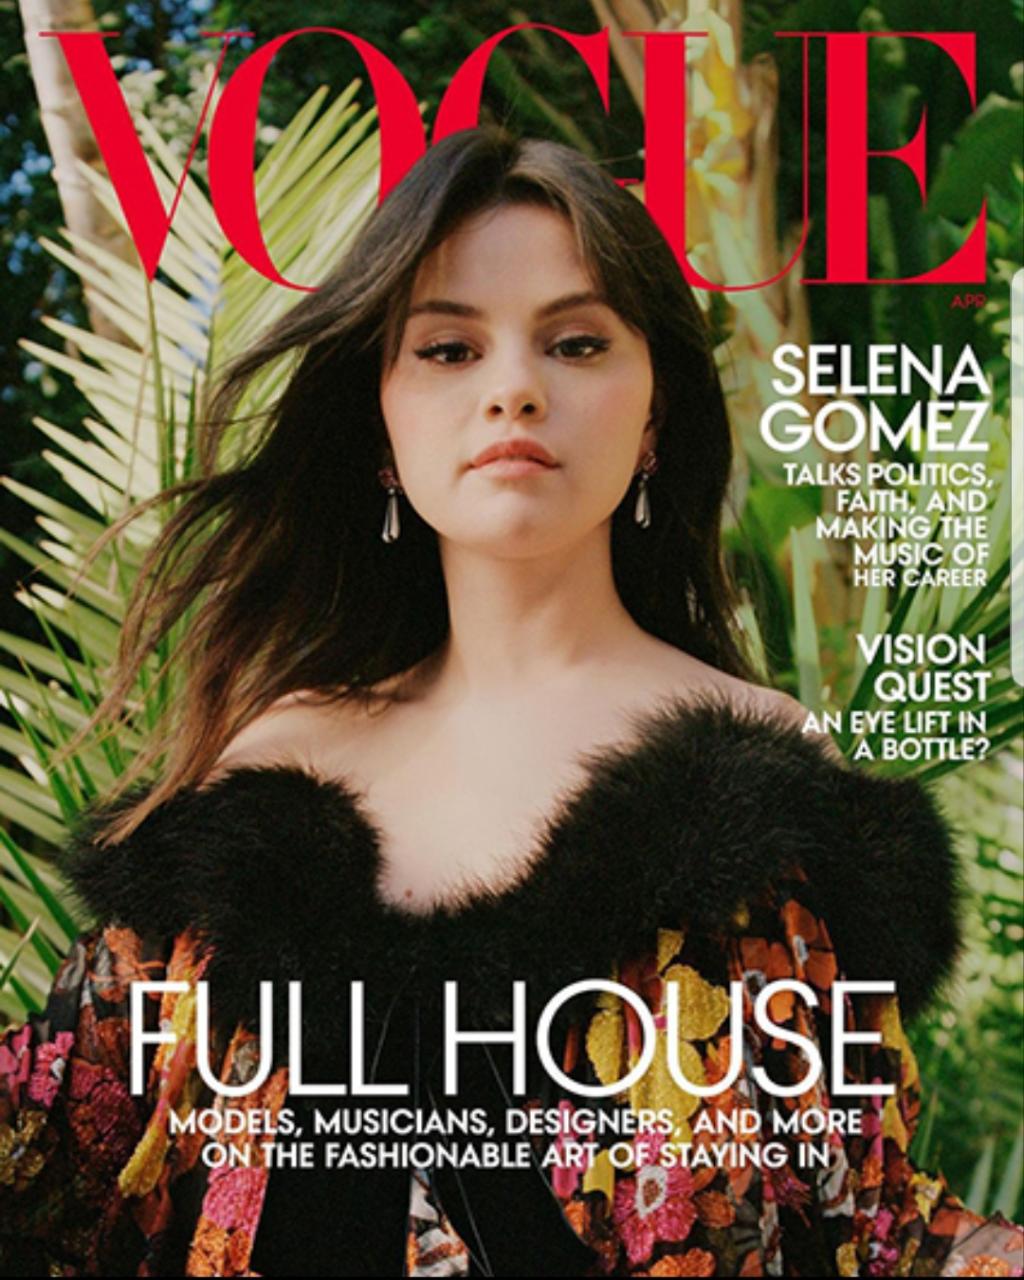 VOGUE
APR
SELENA
GOMEZ
TALKS POLITICS,
FAITH, AND
MAKING THE
MUSIC OF
HER CAREER
VISION
QUEST
AN EYE LIFT IN
A BOTTLE?
FULL HOUSE
MODELS, MUSICIANS, DESIGNERS, AND MORE
ON THE FASHIONABLE ART OF STAYING IN